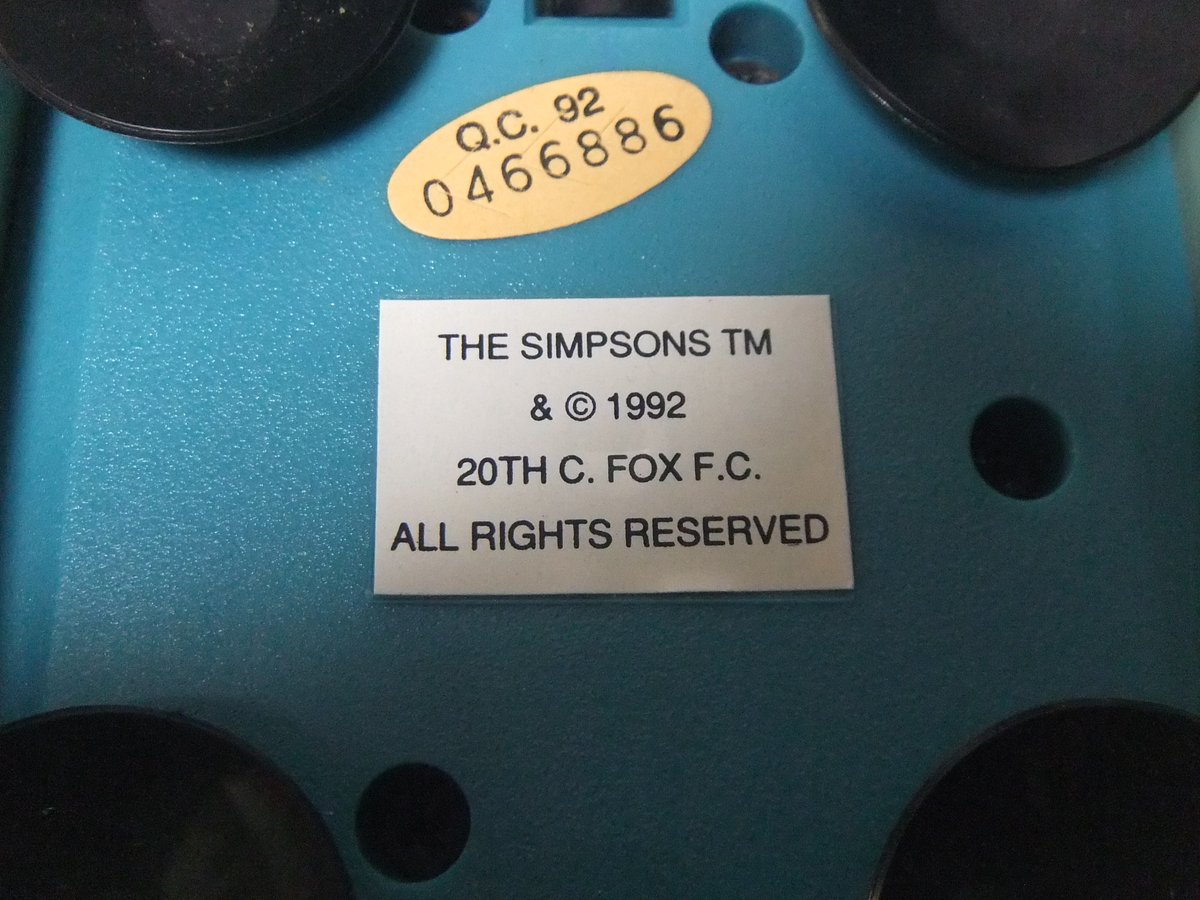 Q.C. 92
0466886
THE SIMPSONS TM
& © 1992
20TH C. FOX F.C.
ALL RIGHTS RESERVED